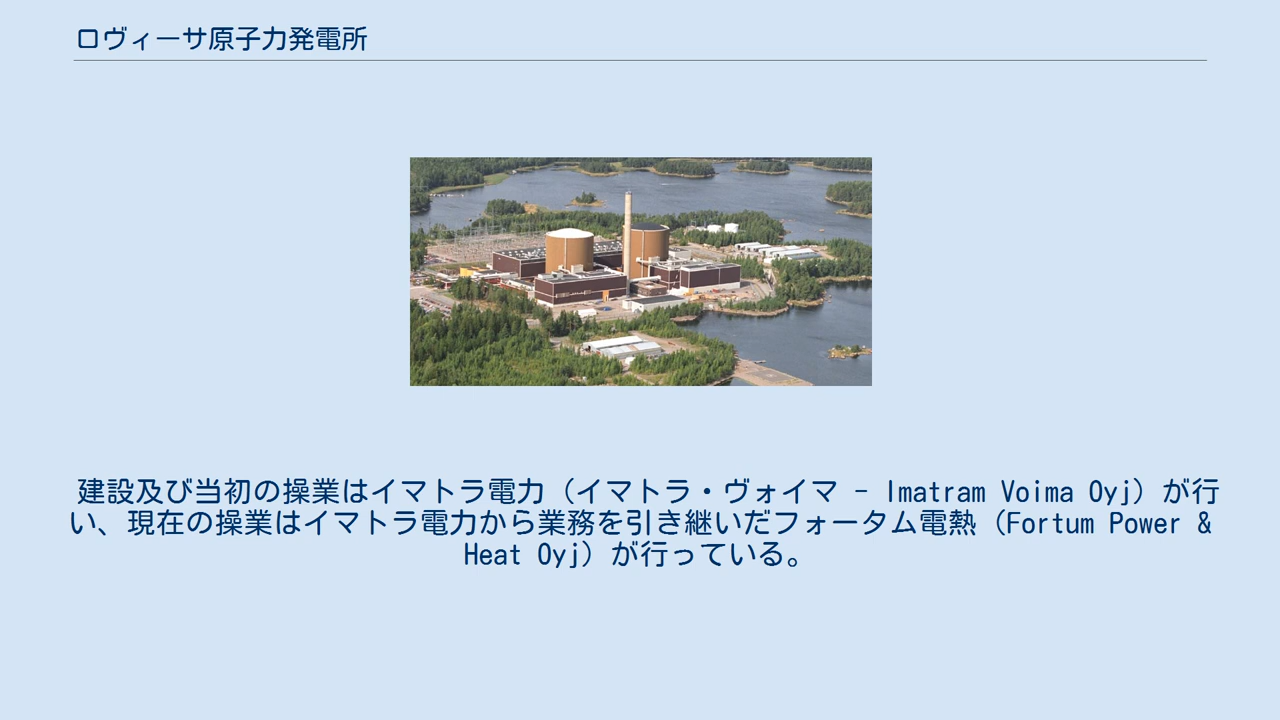 ロヴィーサ原子力発電所
建設及び当初の操業はイマトラ電力（イマトラ・ヴォイマ - Imatram Voima Oyj）が行
い、現在の操業はイマトラ電力から業務を引き継いだフォータム電熱（Fortum Power &
Heat Oyj）が行っている。